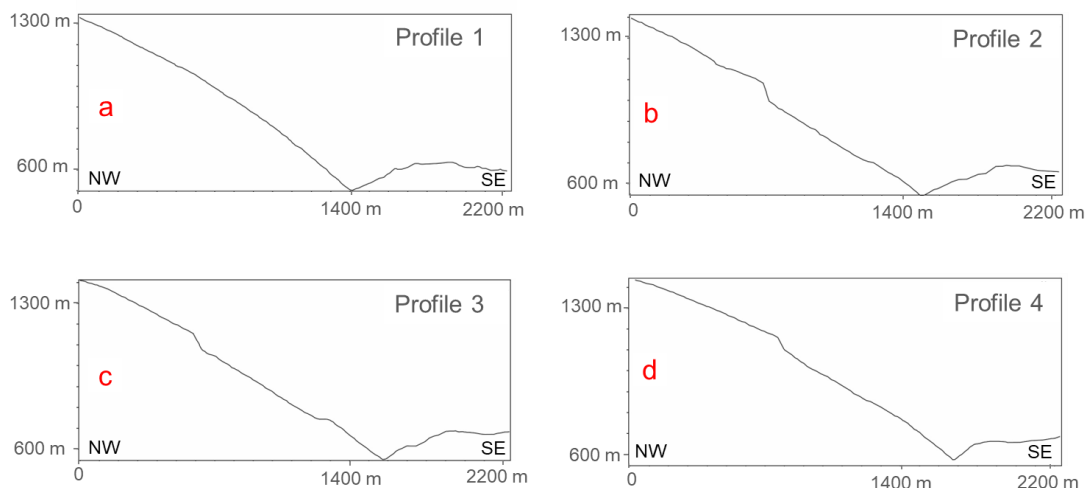 1300 m
Profile 1
a
600 m
NW
SE
0
1400 m
2200 m
1300 m
Profile 2
b
600 m
NW
SE
0
1400 m
2200 m
1300 m
Profile 3
c
600 m
NW
SE
0
1400 m
2200 m
1300 m
Profile 4
d
600 m
NW
SE
0
1400 m
2200 m